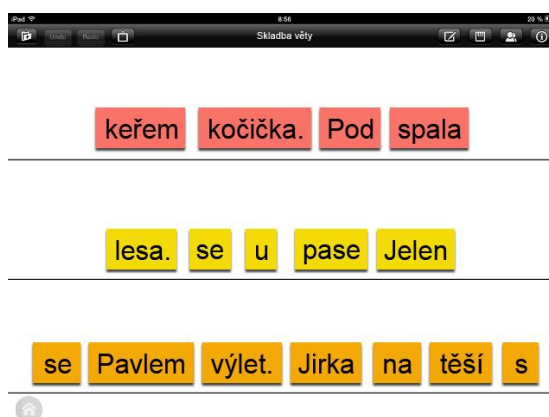 iPad 8:56 20 %
Undo Redo Skladba věty
keřem kočička. Pod spala
lesa. se u pase Jelen
se Pavlem výlet. Jirka na těší s